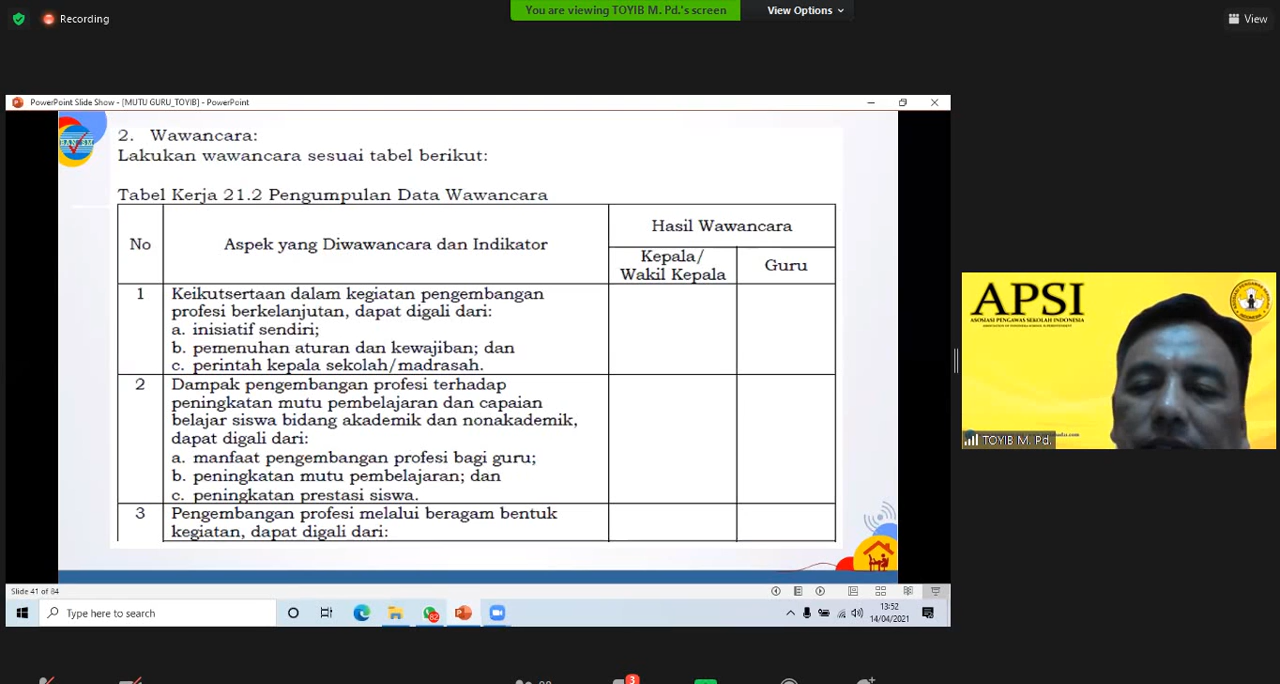 Recording
You are viewing TOYIB M. Pd.'s screen
View Options
View
PowerPoint Slide Show - [MUTU GURU_TOYIB] - PowerPoint
2. Wawancara:
Lakukan wawancara sesuai tabel berikut:
Tabel Kerja 21.2 Pengumpulan Data Wawancara
No
Aspek yang Diwawancara dan Indikator
Hasil Wawancara
Kepala/
Wakil Kepala
Guru
1
Keikutsertaan dalam kegiatan pengembangan
profesi berkelanjutan, dapat digali dari:
a. inisiatif sendiri;
b. pemenuhan aturan dan kewajiban; dan
c. perintah kepala sekolah/madrasah.
2
Dampak pengembangan profesi terhadap
peningkatan mutu pembelajaran dan capaian
belajar siswa bidang akademik dan nonakademik,
dapat digali dari:
a. manfaat pengembangan profesi bagi guru;
b. peningkatan mutu pembelajaran; dan
c. peningkatan prestasi siswa.
3
Pengembangan profesi melalui beragam bentuk
kegiatan, dapat digali dari:
Slide 41 of 84
Type here to search
13:52
14/04/2021
APSI
ASOSIASI PENGAWAS SEKOLAH INDONESIA
TOYIB M. Pd.
3